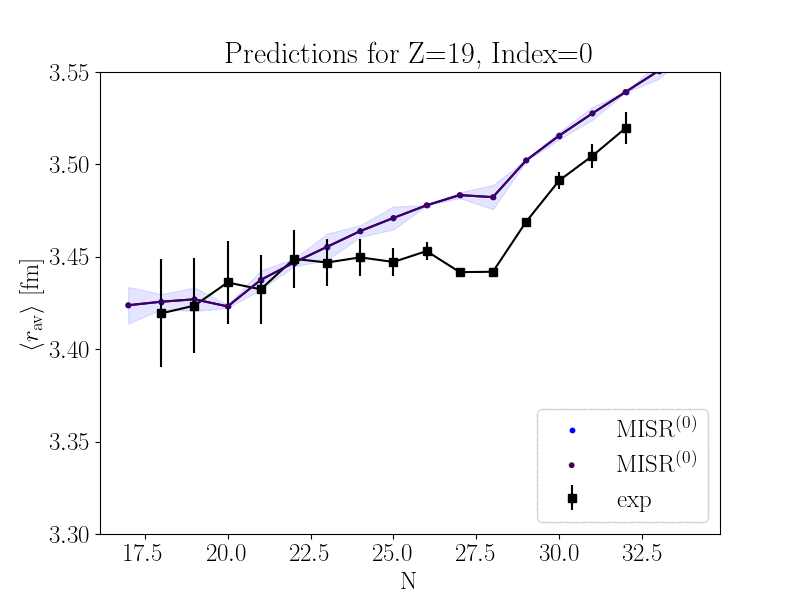 Predictions for Z=19, Index=0
3.55
3.50
3.45
3.40
3.35
3.30
⟨r_av⟩ [fm]
17.5 20.0 22.5 25.0 27.5 30.0 32.5
N
MISR^(0)
MISR^(0)
exp